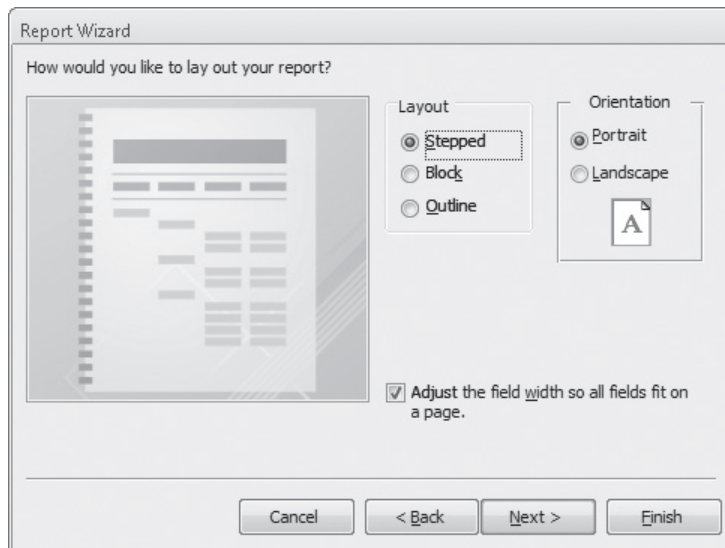 Report Wizard
How would you like to lay out your report?
Layout
Stepped
Block
Outline
Orientation
Portrait
Landscape
A
Adjust the field width so all fields fit on
a page.
Cancel
< Back
Next >
Finish